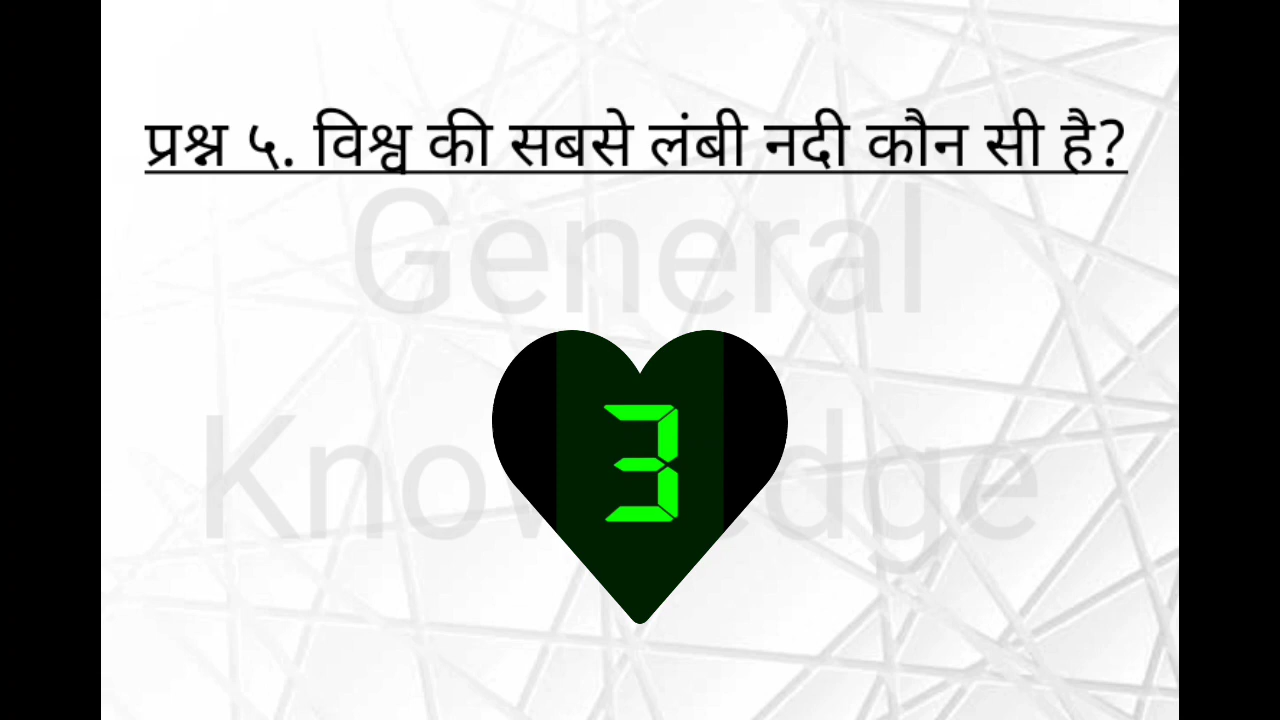 प्रश्न ५. विश्व की सबसे लंबी नदी कौन सी है?
General
Knowledge
3